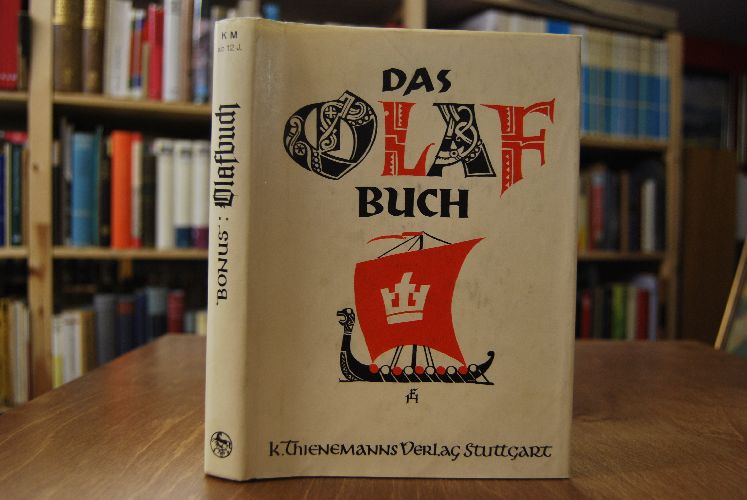 K M
ab 12 J.
BONUS: Olafbuch
DAS
OLAF
BUCH
K. Thienemanns Verlag Stuttgart